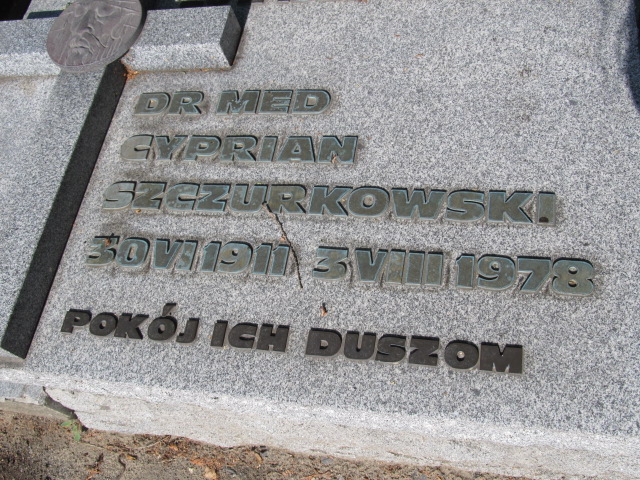 DR MED
CYPRIAN
SZCZURKOWSKI
30 VI 1911 3 VIII 1978
POKÓJ ICH DUSZOM